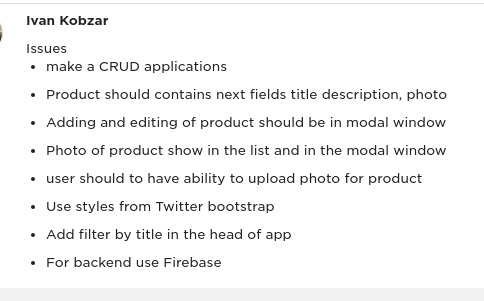 Ivan Kobzar
Issues
• make a CRUD applications
• Product should contains next fields title description, photo
• Adding and editing of product should be in modal window
• Photo of product show in the list and in the modal window
• user should to have ability to upload photo for product
• Use styles from Twitter bootstrap
• Add filter by title in the head of app
• For backend use Firebase